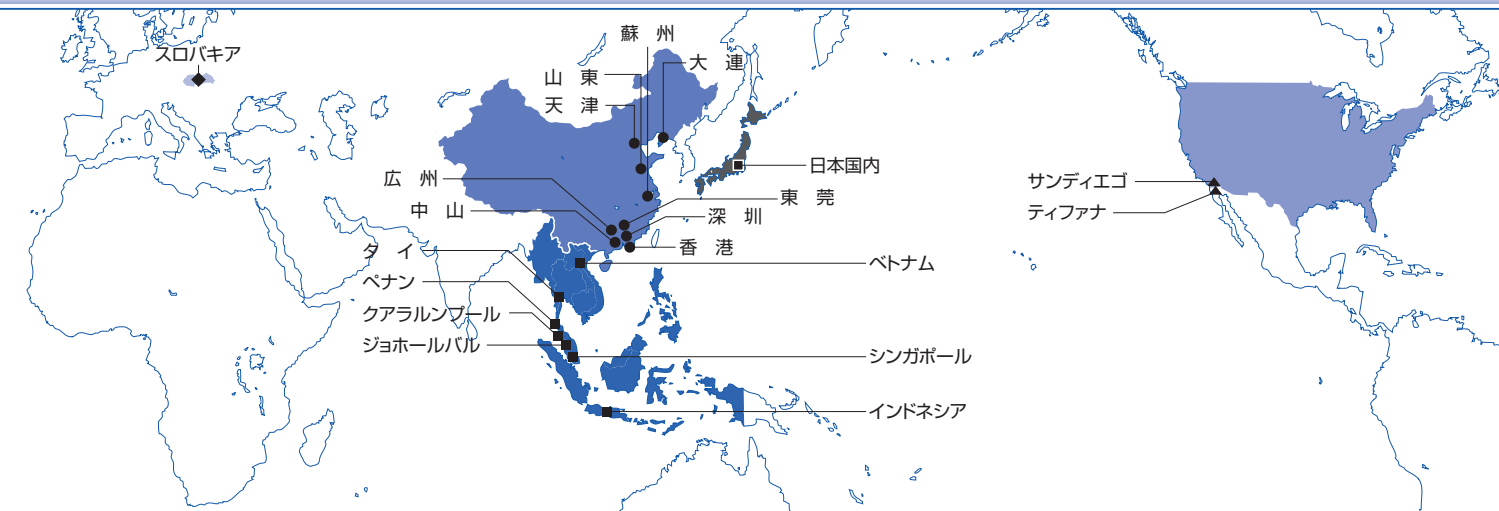 スロバキア
蘇　州
大　連
山　東
天　津
日本国内
広　州
東　莞
中　山
深　圳
香　港
タ　イ
ベトナム
ペナン
クアラルンプール
ジョホールバル
シンガポール
インドネシア
サンディエゴ
ティファナ